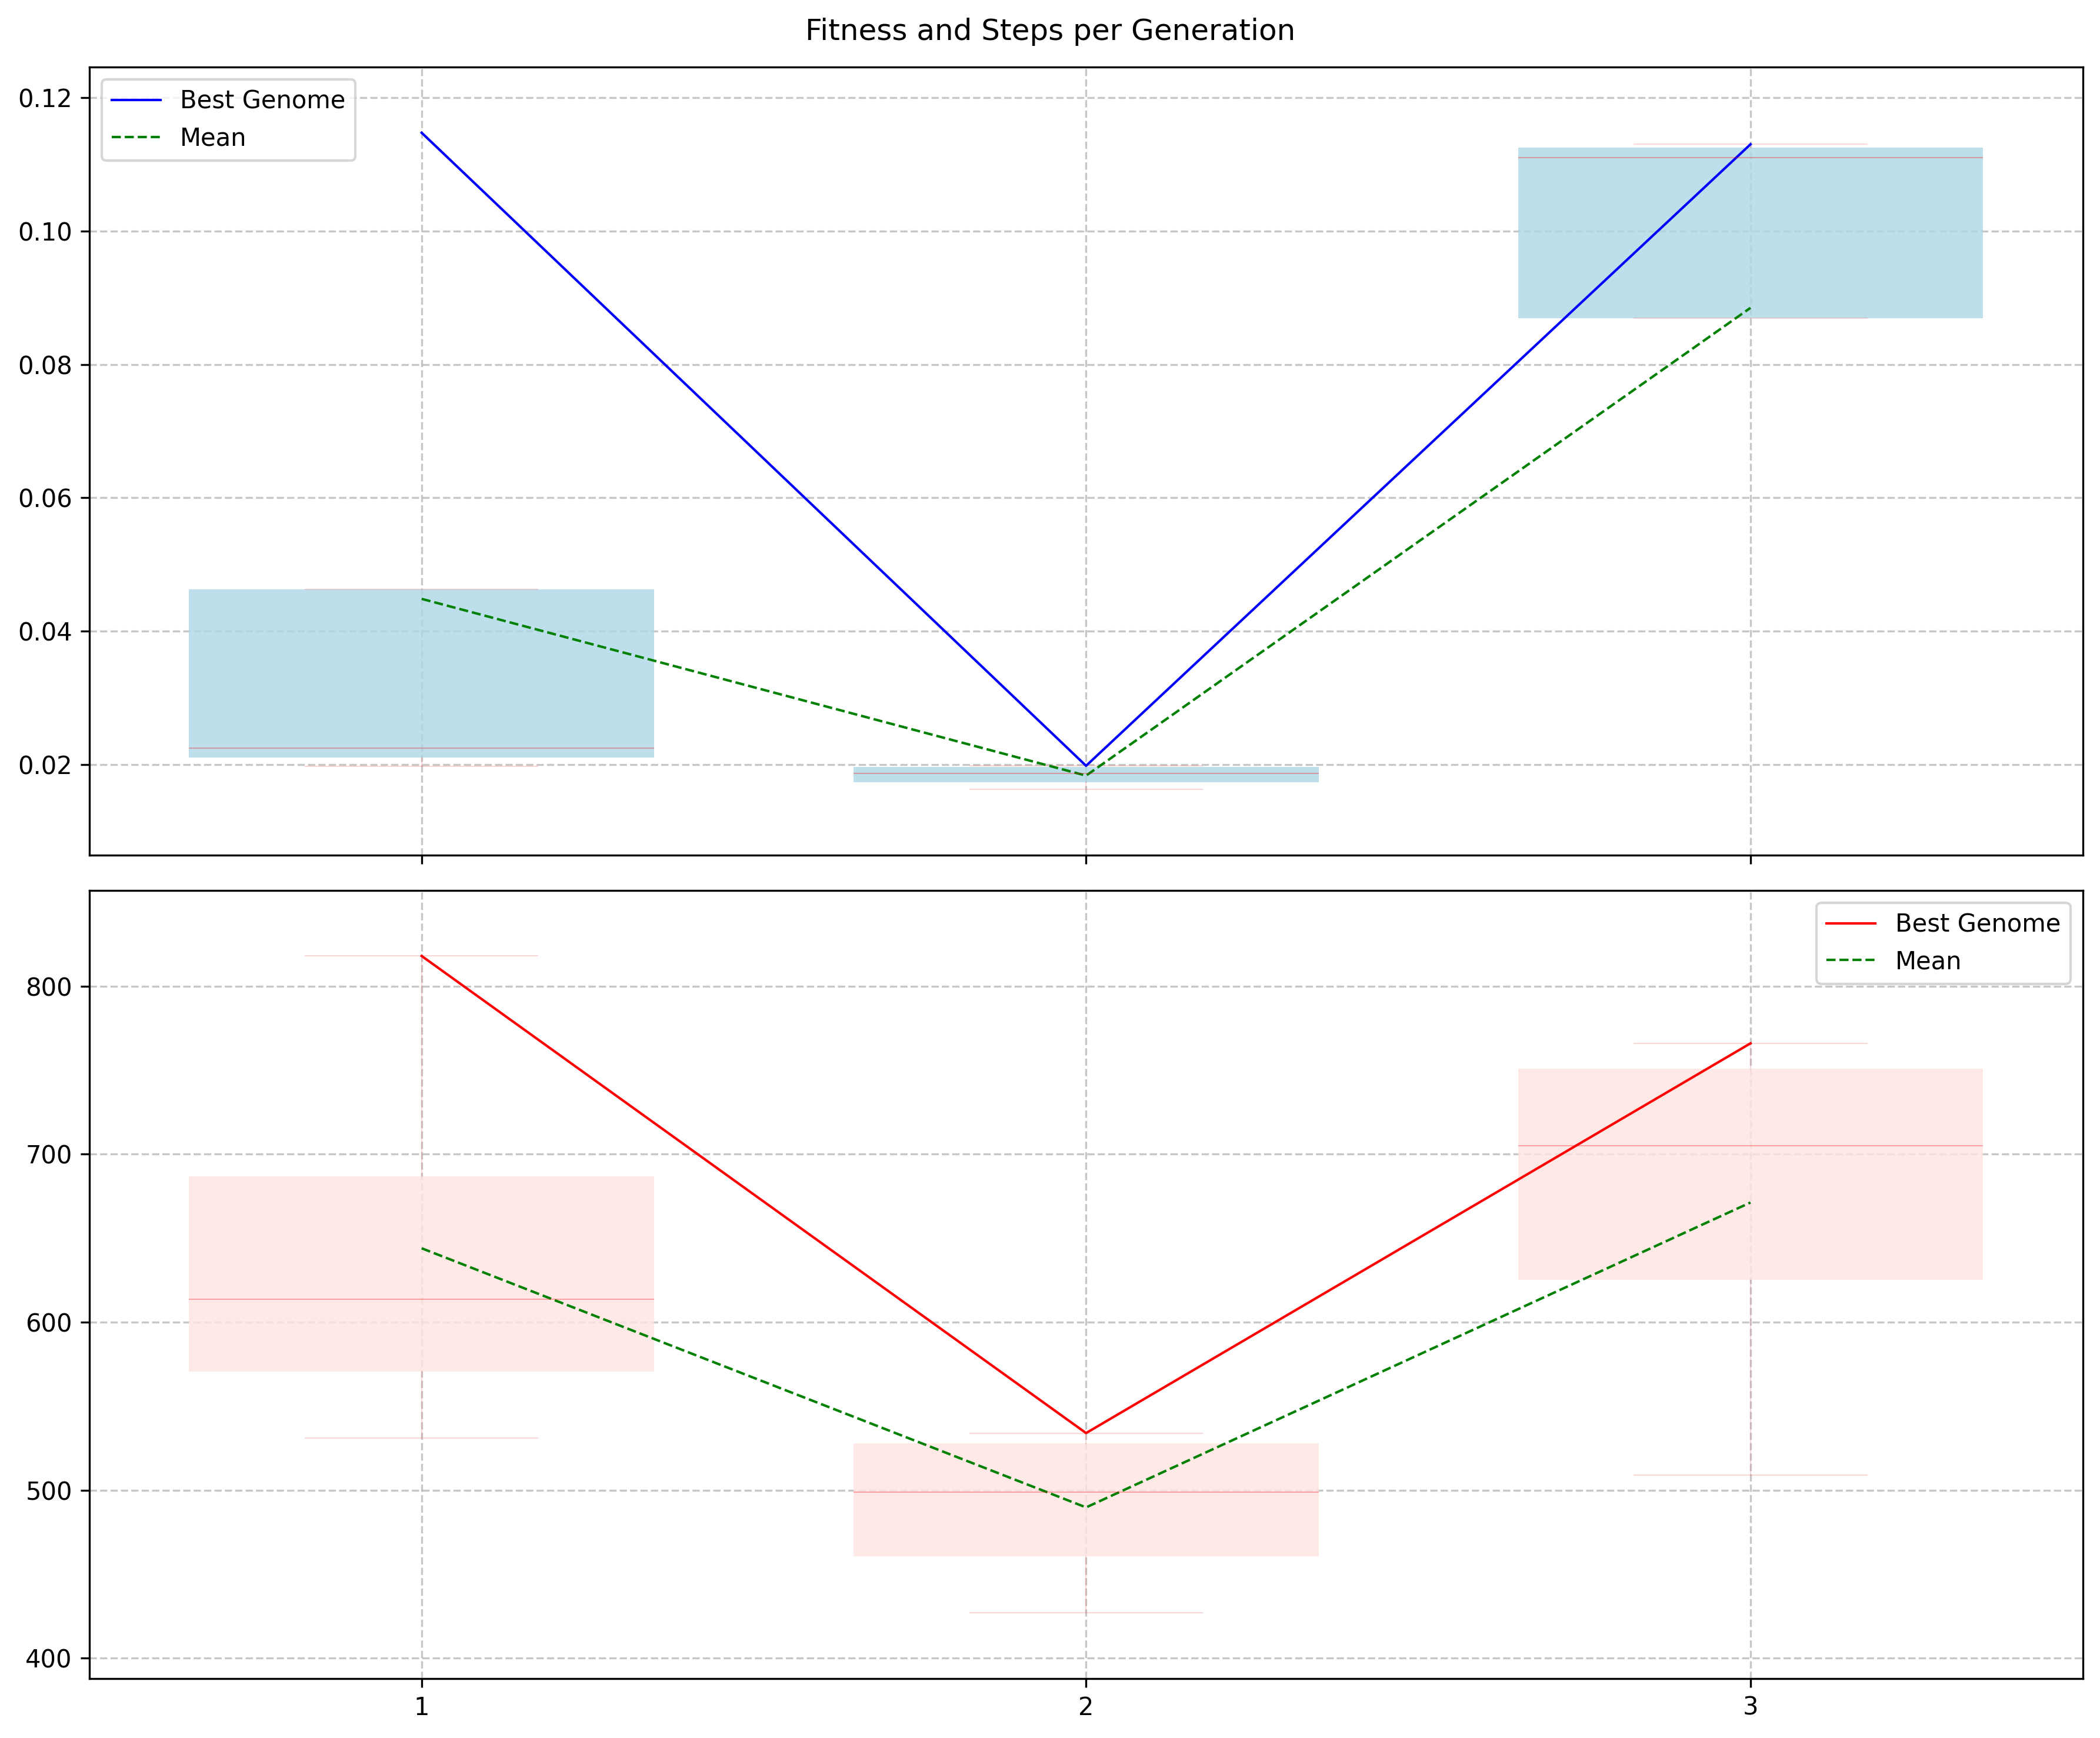 Fitness and Steps per Generation
Best Genome
Mean
0.12
0.10
0.08
0.06
0.04
0.02
Best Genome
Mean
800
700
600
500
400
1 2 3